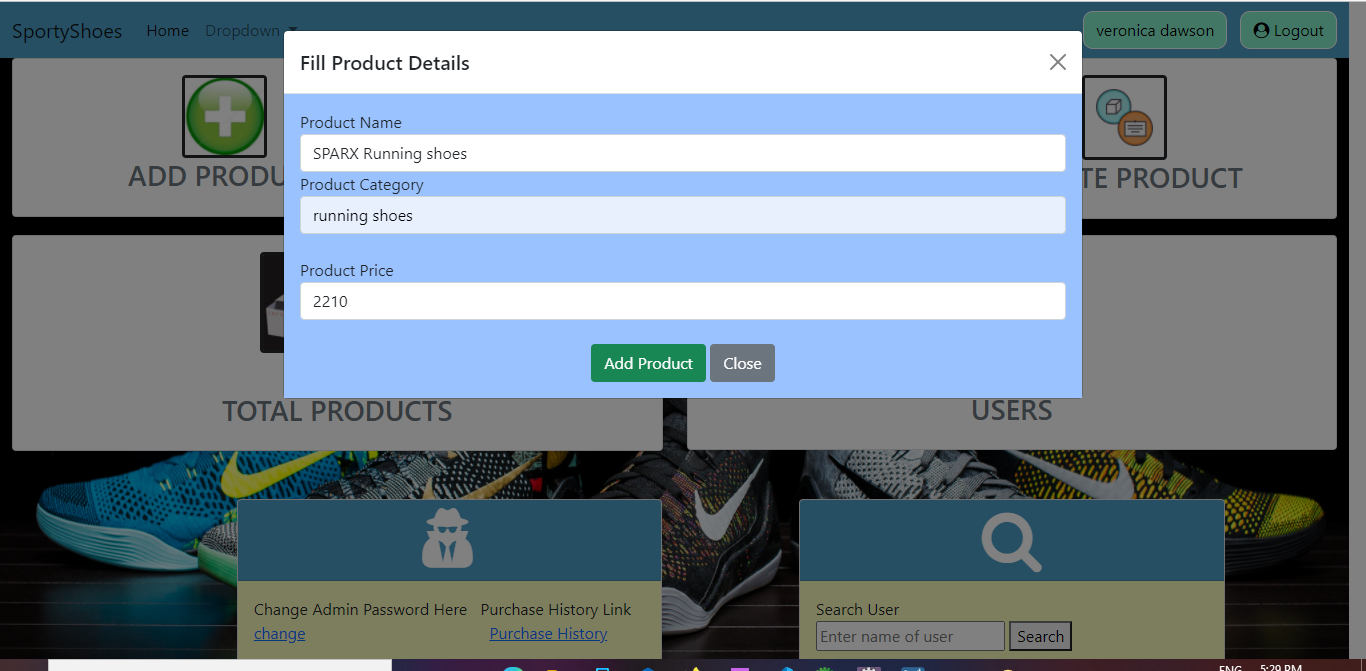 SportyShoes Home Dropdown veronica dawson Logout
Fill Product Details
Product Name
SPARX Running shoes
Product Category
running shoes
Product Price
2210
Add Product Close
ADD PRODU
TE PRODUCT
TOTAL PRODUCTS
USERS
Change Admin Password Here Purchase History Link
change Purchase History
Search User
Enter name of user Search
ENG 5:29 PM